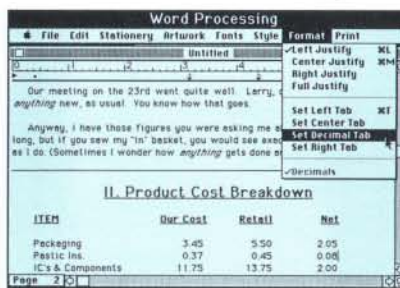 Word Processing
File Edit Stationery Artwork Fonts Style Format Print
Untitled
✓Left Justify ⌘L
Center Justify ⌘M
Right Justify
Full Justify
Set Left Tab ⌘T
Set Center Tab
Set Decimal Tab
Set Right Tab
✓Decimals
Our meeting on the 23rd went quite well. Larry,
anything new, as usual. You know how that goes.
Anyway, I have those figures you were asking me
long, but if you saw my "in" basket, you would see
as I do. (Sometimes I wonder how anything gets done
II. Product Cost Breakdown
ITEM Our Cost Retail Net
Packaging 3.45 5.50 2.05
Pastic Ins. 0.37 0.45 0.08
IC's & Components 11.75 13.75 2.00
Page 2